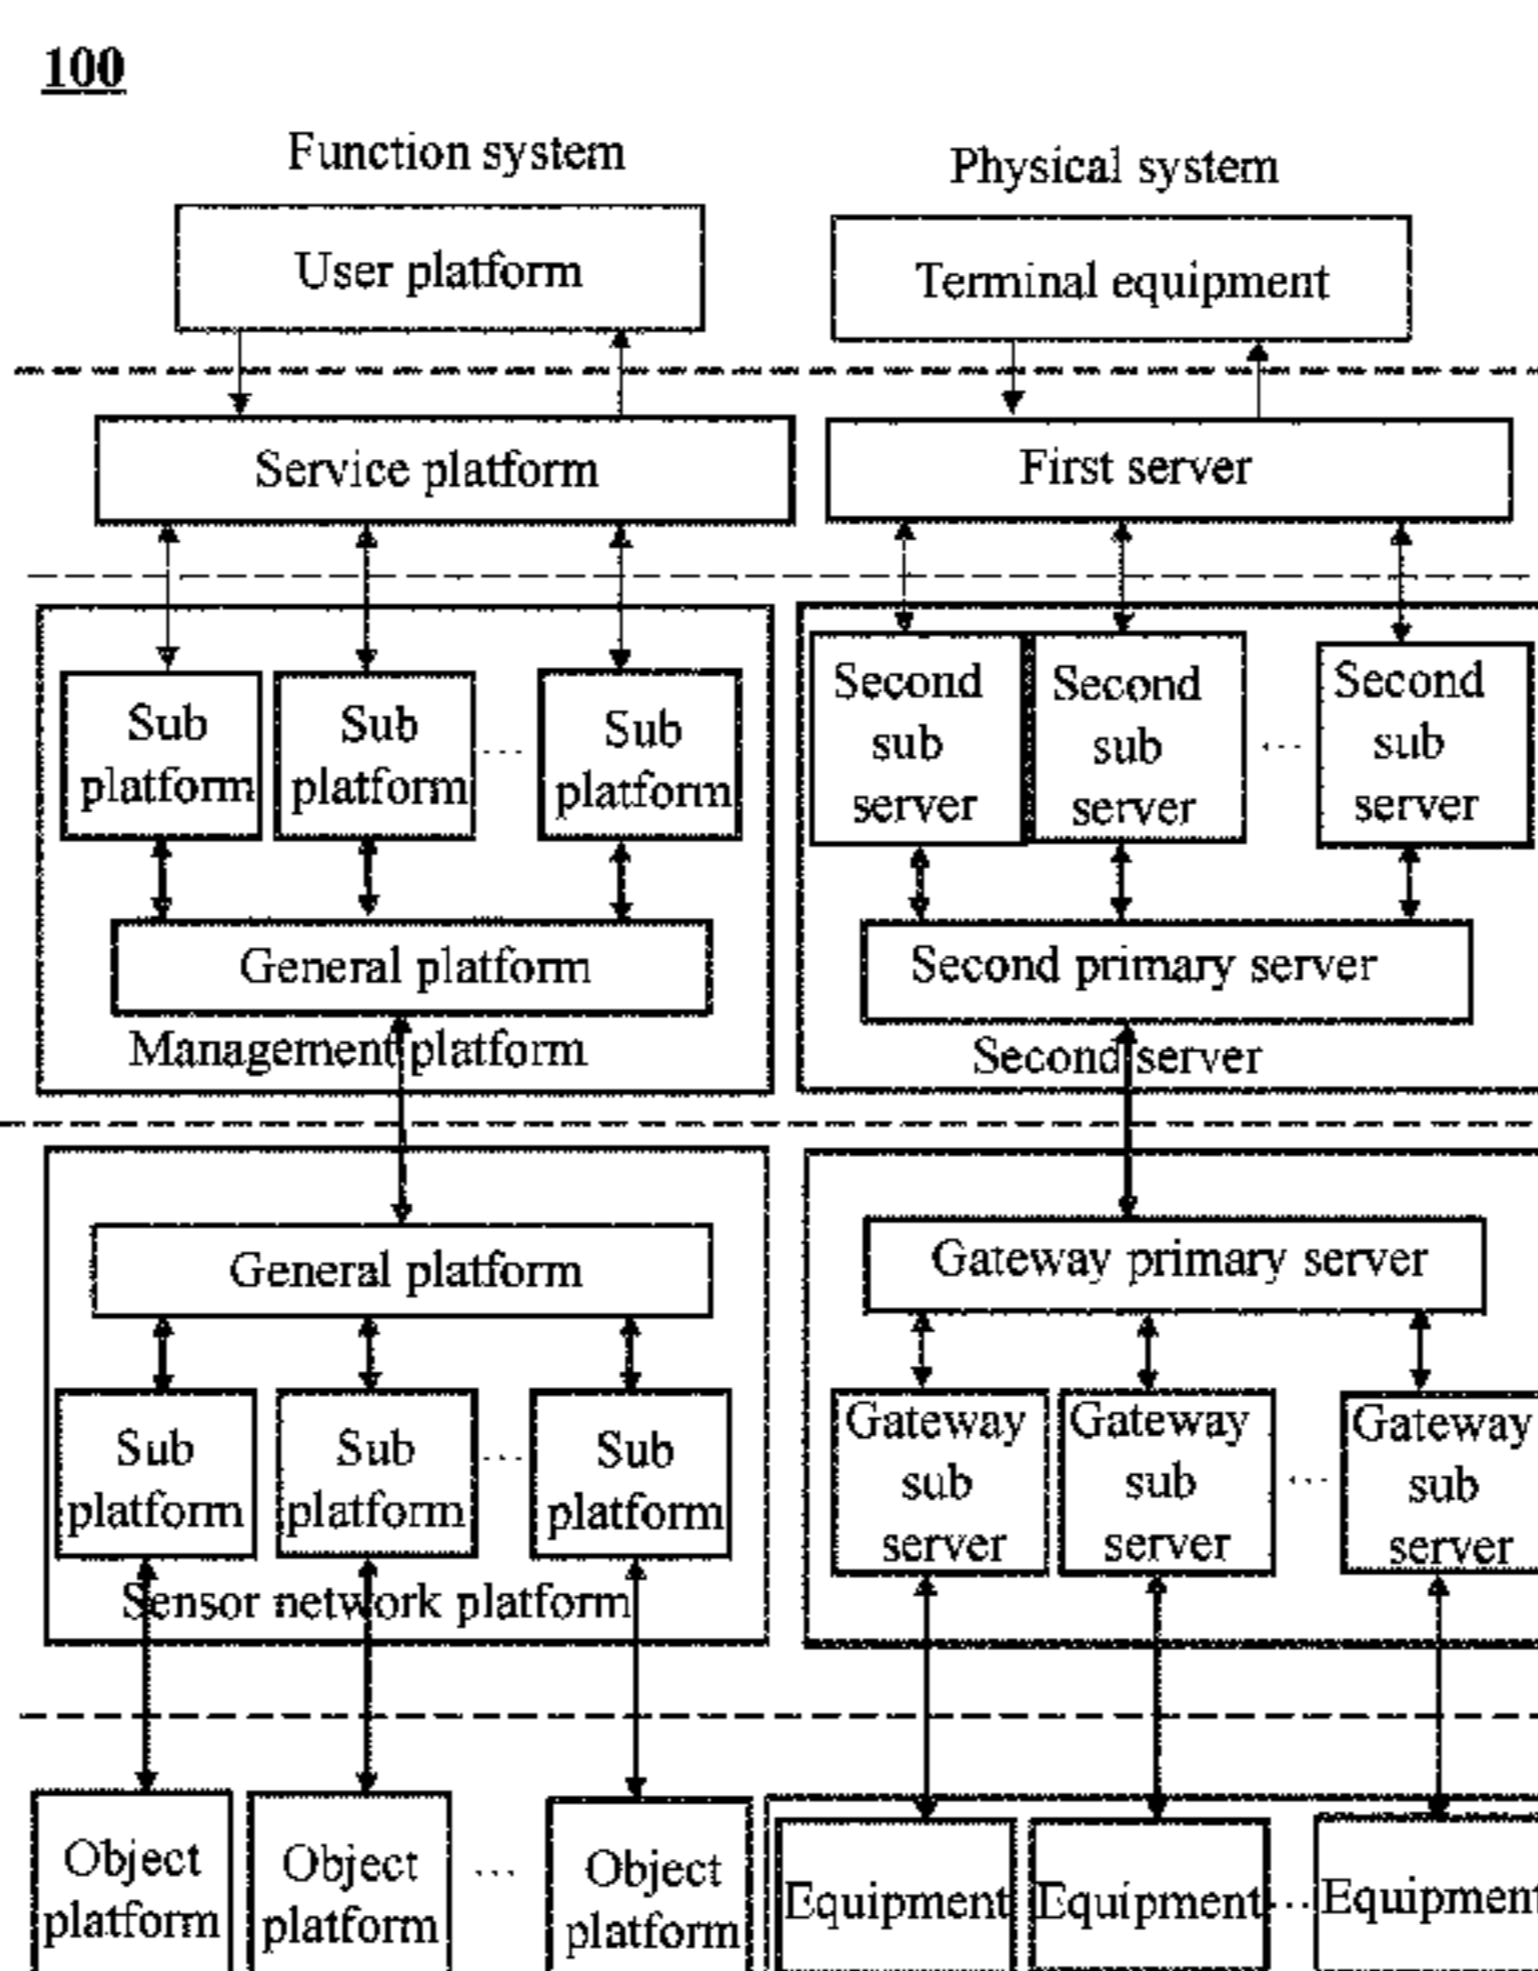 100
Function system
Physical system
User platform
Terminal equipment
Service platform
First server
Sub
platform
Sub
platform
...
Sub
platform
Second
sub
server
Second
sub
server
...
Second
sub
server
General platform
Second primary server
Management platform
Second server
General platform
Gateway primary server
Sub
platform
Sub
platform
...
Sub
platform
Gateway
sub
server
Gateway
sub
server
...
Gateway
sub
server
Sensor network platform
Object
platform
Object
platform
...
Object
platform
Equipment
Equipment
...
Equipment